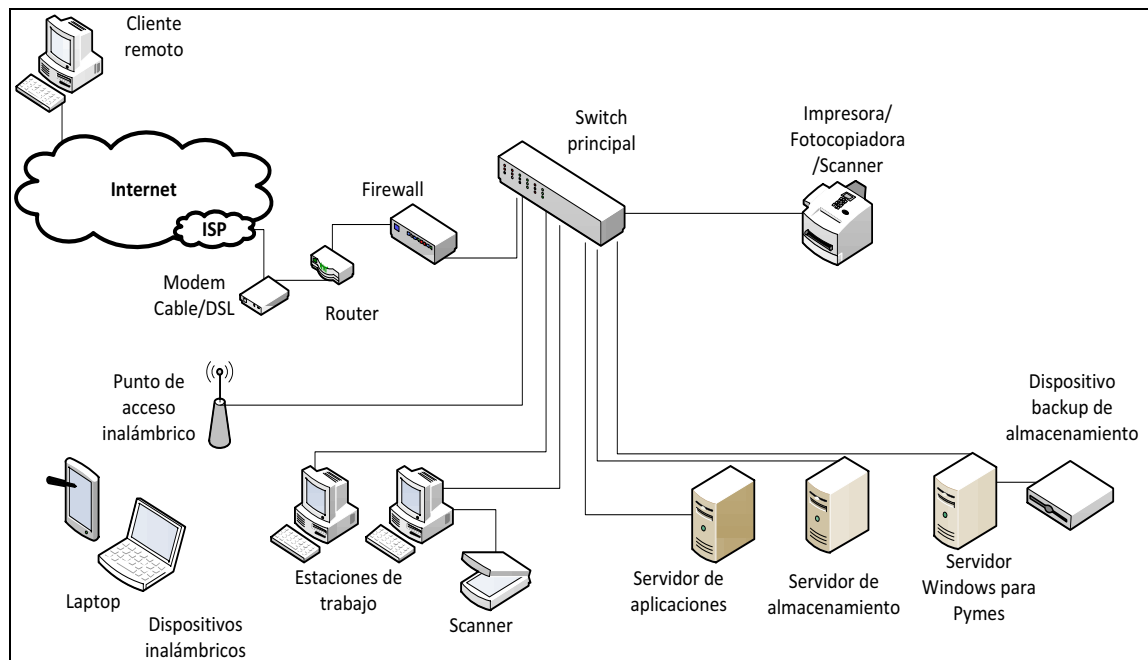 Cliente
remoto
Internet
ISP
Modem
Cable/DSL
Router
Firewall
Switch
principal
Impresora/
Fotocopiadora
/Scanner
Punto de
acceso
inalámbrico
Laptop
Dispositivos
inalámbricos
Estaciones de
trabajo
Scanner
Servidor de
aplicaciones
Servidor de
almacenamiento
Servidor
Windows para
Pymes
Dispositivo
backup de
almacenamiento